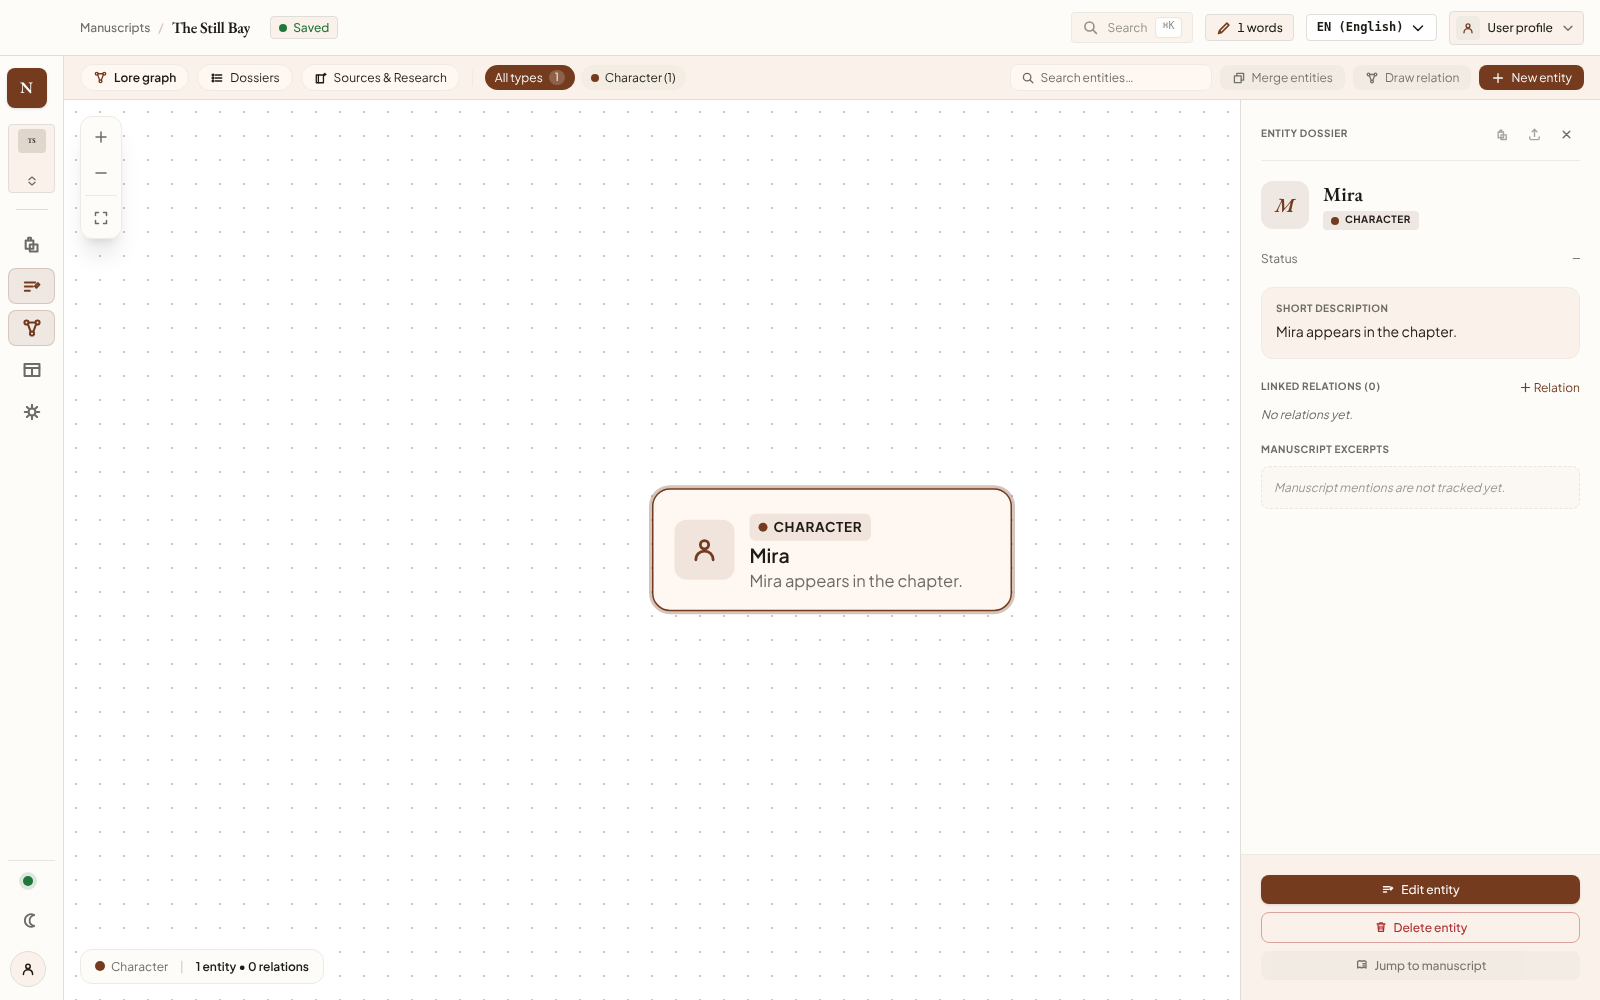 Manuscripts / The Still Bay
Saved
Search ⌘K
1 words
EN (English)
User profile
N
TS
Lore graph
Dossiers
Sources & Research
All types 1
Character (1)
Search entities...
Merge entities
Draw relation
New entity
CHARACTER
Mira
Mira appears in the chapter.
Character | 1 entity • 0 relations
ENTITY DOSSIER
M
Mira
CHARACTER
Status –
SHORT DESCRIPTION
Mira appears in the chapter.
LINKED RELATIONS (0)
+ Relation
No relations yet.
MANUSCRIPT EXCERPTS
Manuscript mentions are not tracked yet.
Edit entity
Delete entity
Jump to manuscript